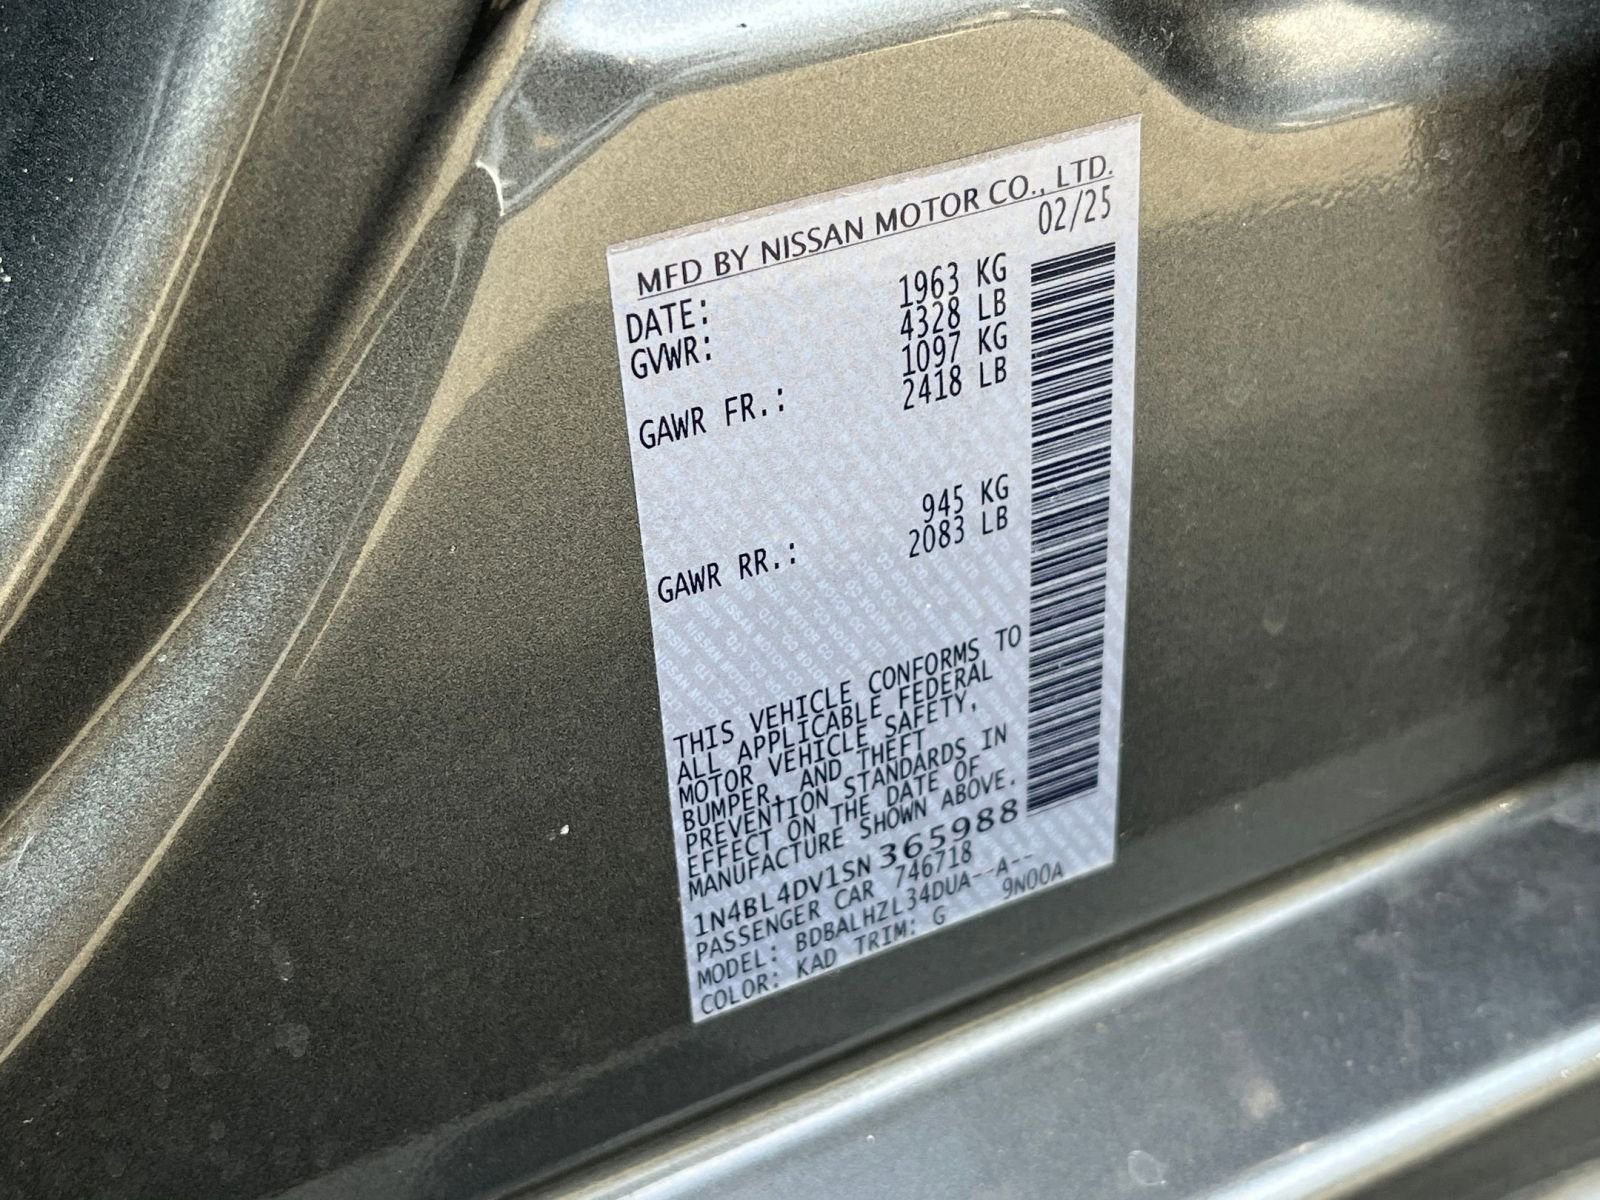 MFD BY NISSAN MOTOR CO., LTD.
DATE: 02/25
GVWR: 1963 KG
4328 LB
GAWR FR.: 1097 KG
2418 LB
GAWR RR.: 945 KG
2083 LB
THIS VEHICLE CONFORMS TO
ALL APPLICABLE FEDERAL
MOTOR VEHICLE SAFETY,
BUMPER, AND THEFT
PREVENTION STANDARDS IN
EFFECT ON THE DATE OF
MANUFACTURE SHOWN ABOVE.
1N4BL4DV1SN365988
PASSENGER CAR 746718
MODEL: BDBALHZL34DUA--A--
COLOR: KAD TRIM: G 9N00A